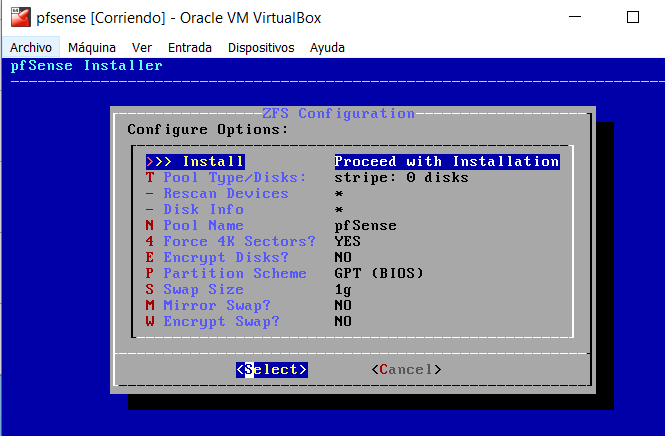 pfsense [Corriendo] - Oracle VM VirtualBox
Archivo Máquina Ver Entrada Dispositivos Ayuda
pfSense Installer
ZFS Configuration
Configure Options:
>>> Install Proceed with Installation
T Pool Type/Disks: stripe: 0 disks
- Rescan Devices *
- Disk Info *
N Pool Name pfSense
4 Force 4K Sectors? YES
E Encrypt Disks? NO
P Partition Scheme GPT (BIOS)
S Swap Size 1g
M Mirror Swap? NO
W Encrypt Swap? NO
<Select> <Cancel>